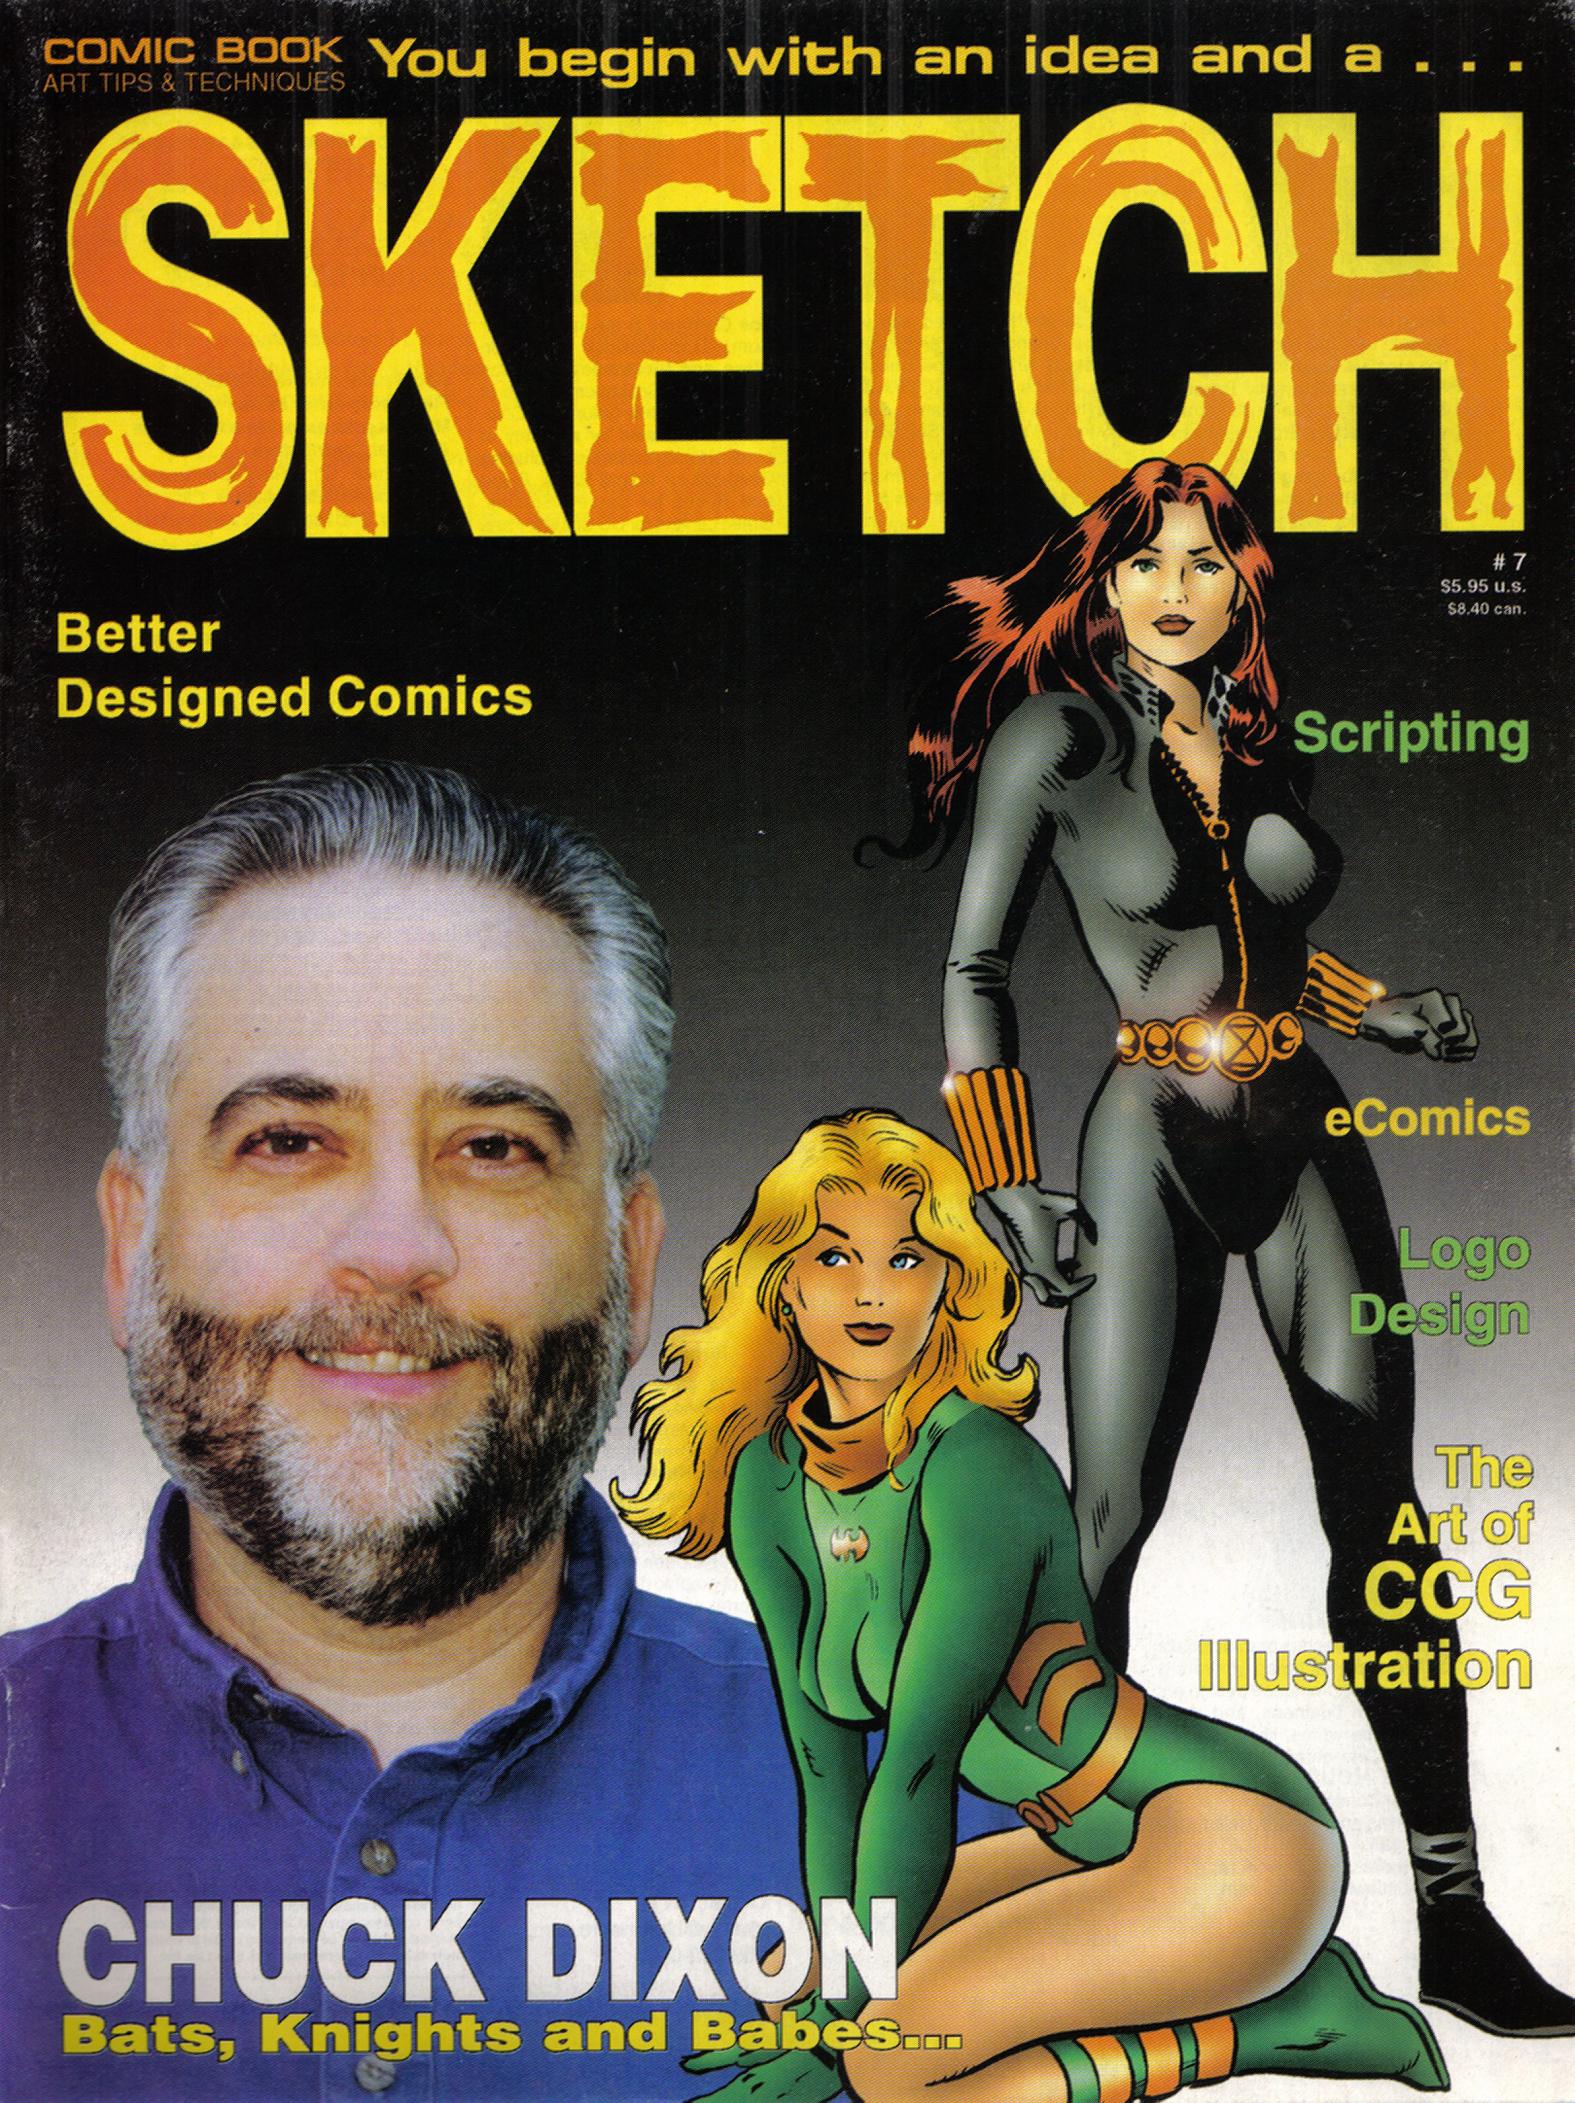 COMIC BOOK
ART TIPS & TECHNIQUES
You begin with an idea and a . . .
SKETCH
# 7
$5.95 u.s.
$8.40 can.
Better
Designed Comics
Scripting
eComics
Logo
Design
The
Art of
CCG
Illustration
CHUCK DIXON
Bats, Knights and Babes...